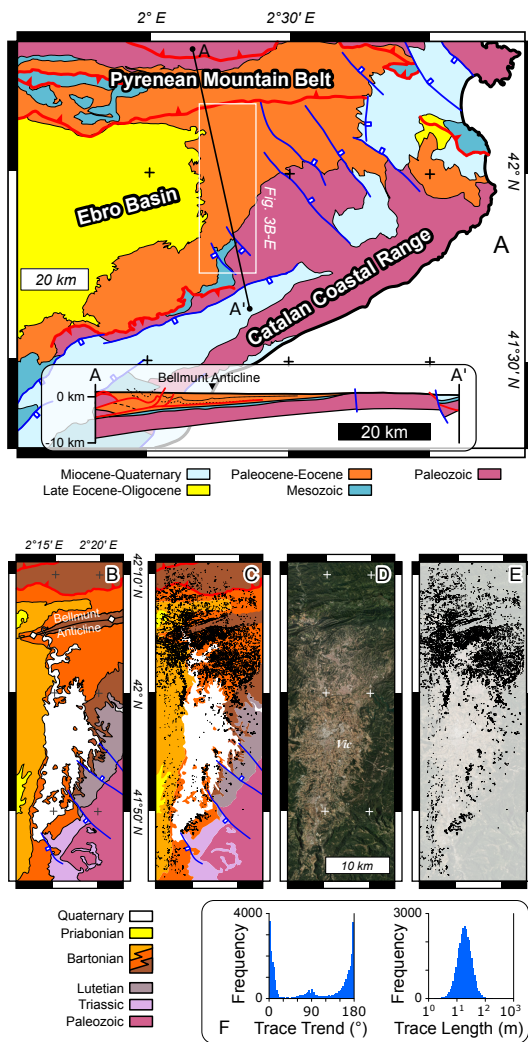 2° E
2°30' E
A
Pyrenean Mountain Belt
42° N
Ebro Basin
Fig. 3B-E
A
20 km
Catalan Coastal Range
A'
41°30' N
A
Bellmunt Anticline
A'
0 km
-10 km
20 km
Miocene-Quaternary
Paleocene-Eocene
Paleozoic
Late Eocene-Oligocene
Mesozoic
2°15' E
2°20' E
B
42°10' N
C
D
E
Bellmunt
Anticline
42° N
Vic
41°50' N
10 km
Quaternary
Priabonian
Bartonian
Lutetian
Triassic
Paleozoic
4000
Frequency
0
0
90
180
Trace Trend (°)
3000
Frequency
0
1⁰
1¹
1²
10³
Trace Length (m)
F